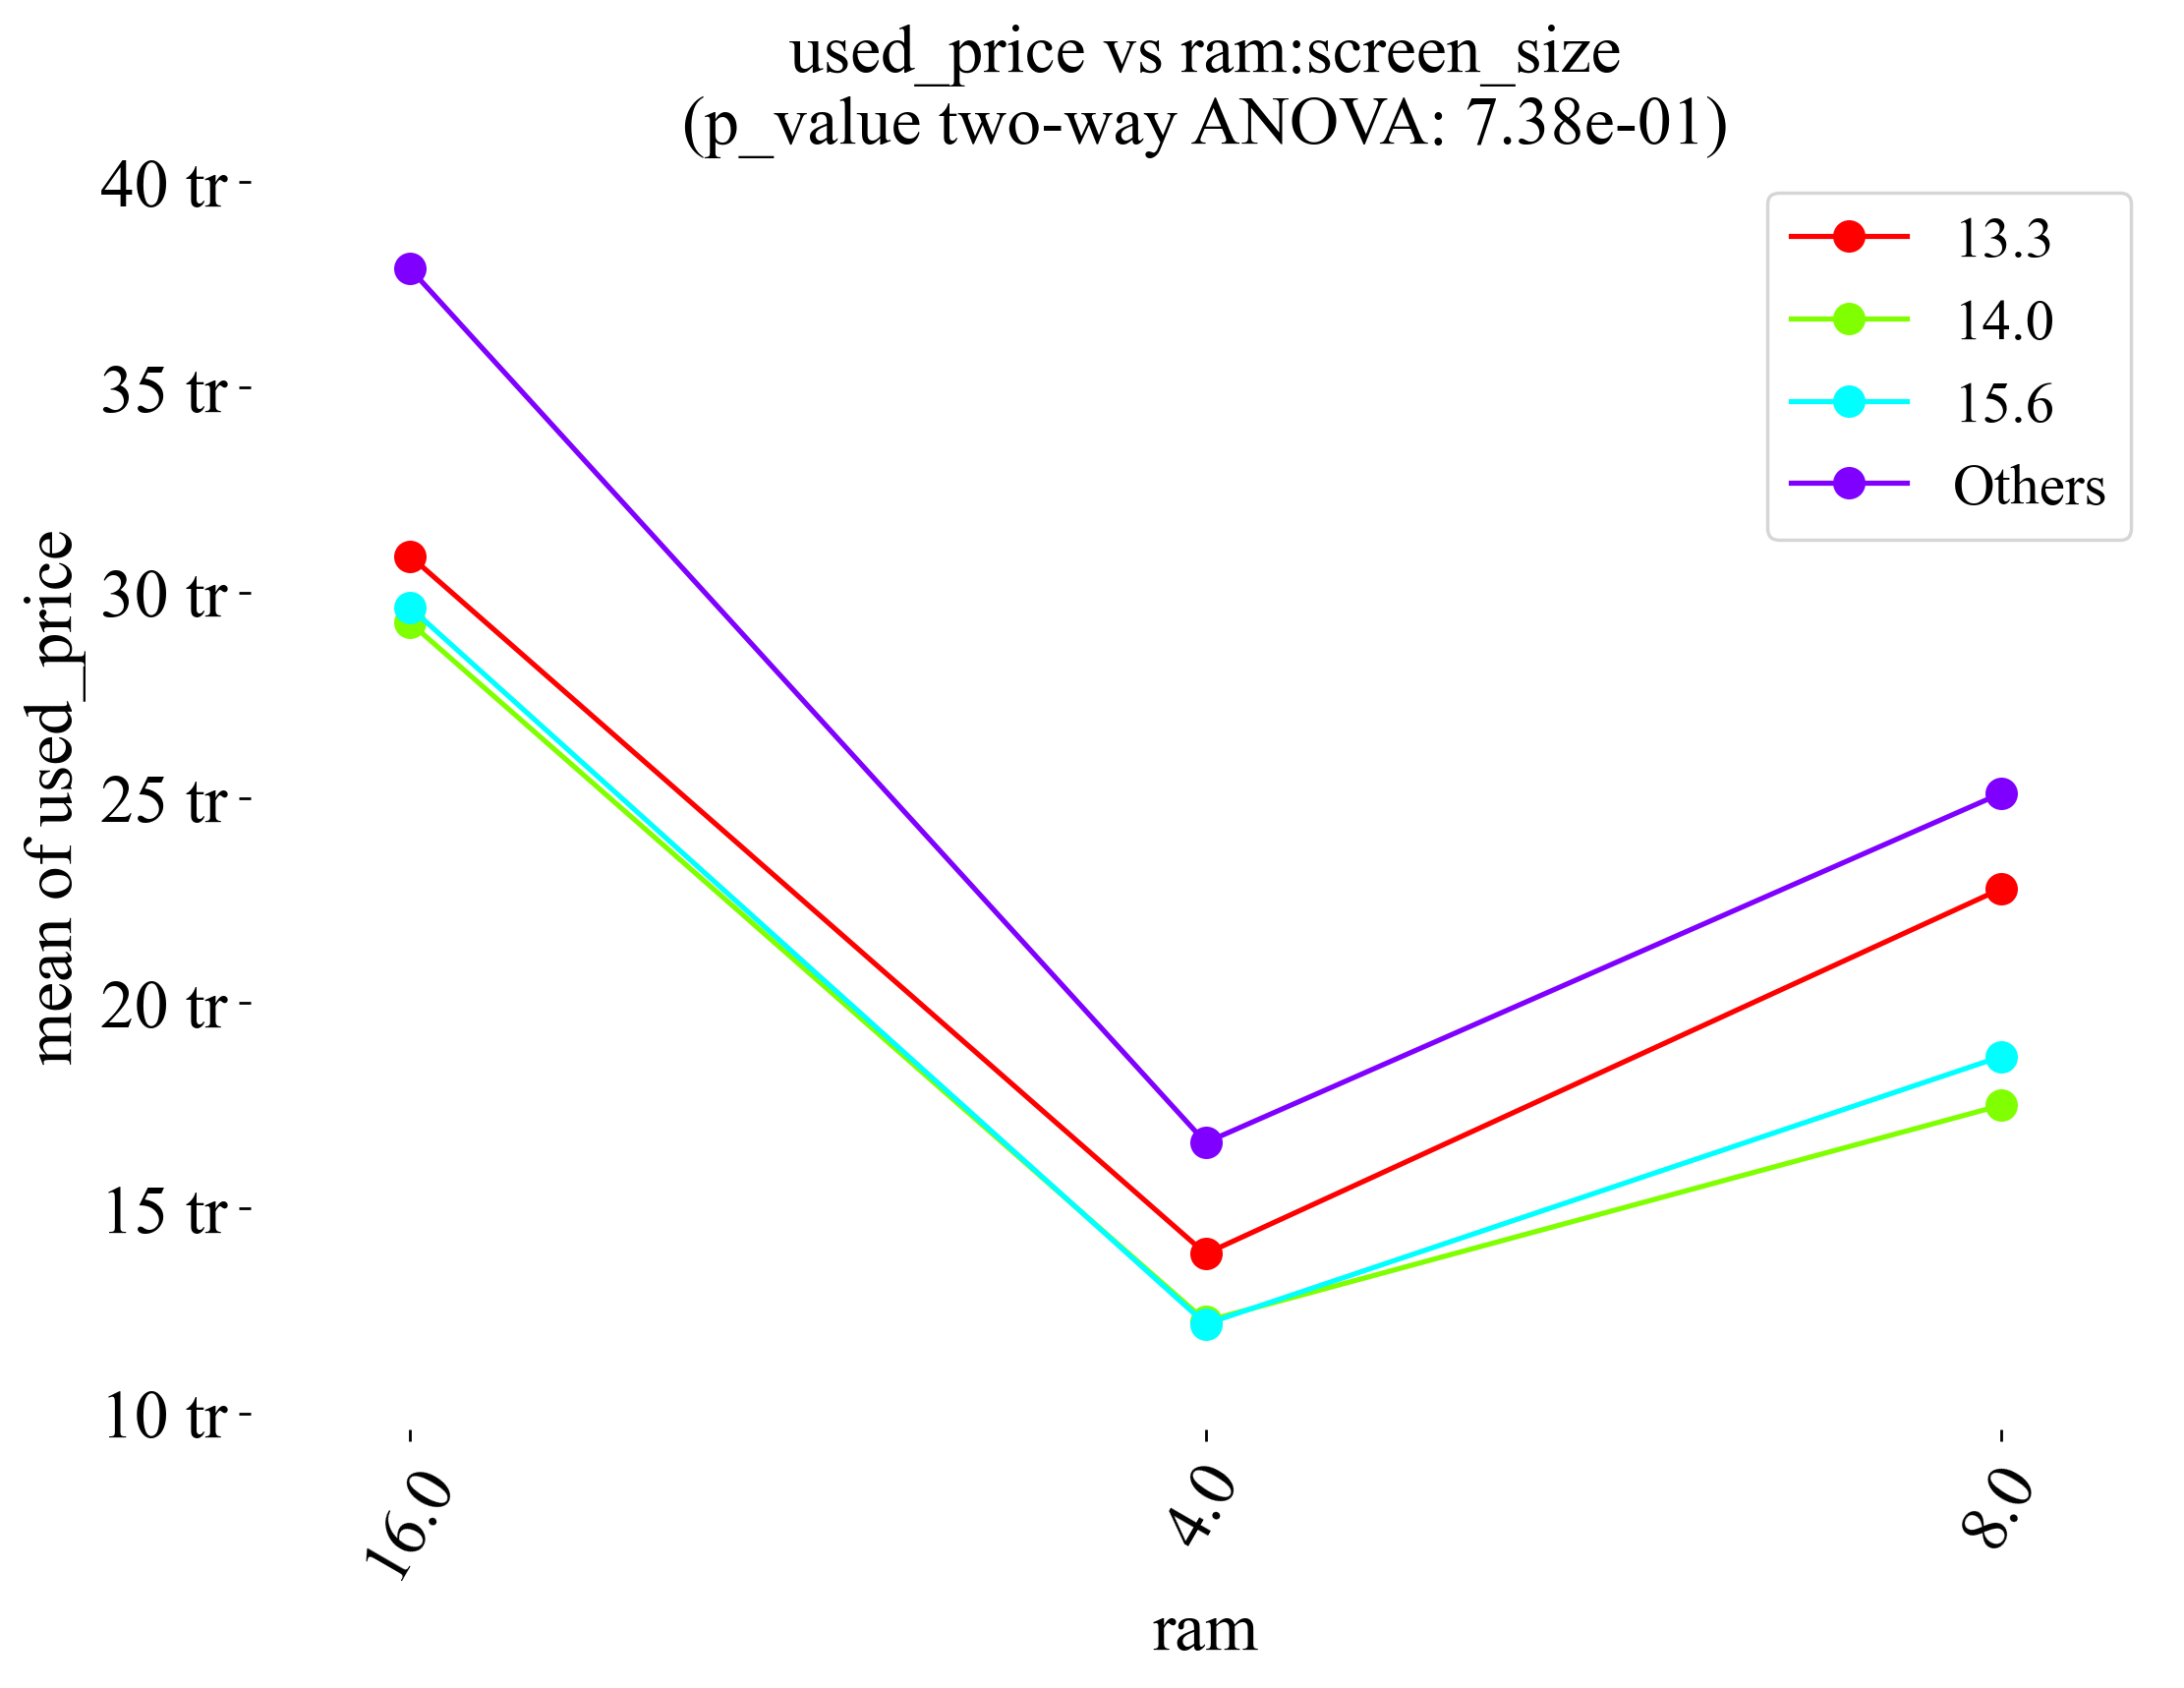 used_price vs ram:screen_size
(p_value two-way ANOVA: 7.38e-01)
40 tr
35 tr
30 tr
25 tr
20 tr
15 tr
10 tr
mean of used_price
13.3
14.0
15.6
Others
16.0
4.0
8.0
ram